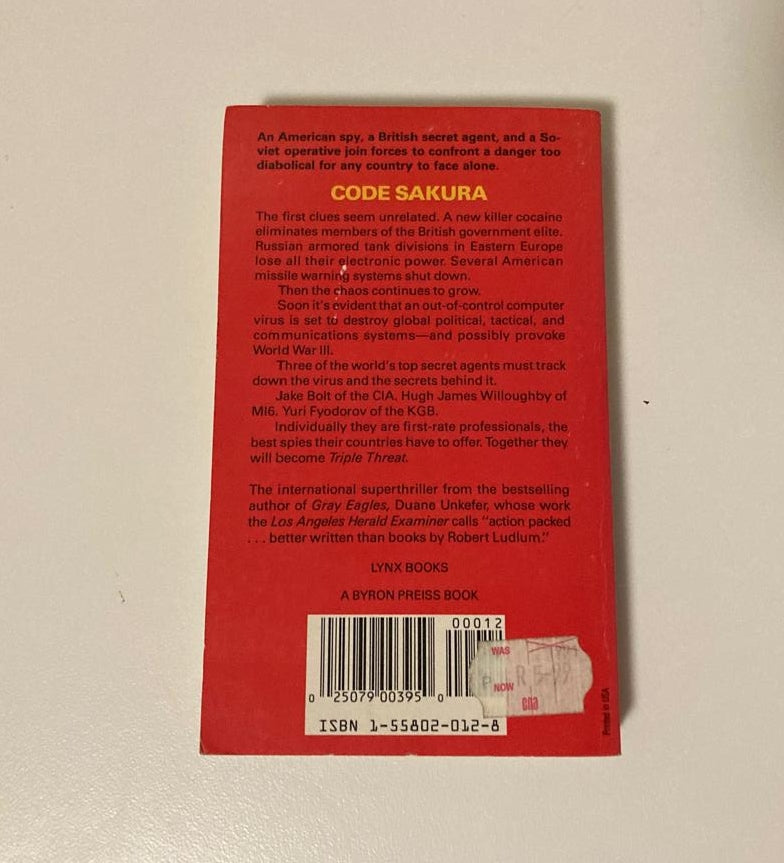 An American spy, a British secret agent, and a So-
viet operative join forces to confront a danger too
diabolical for any country to face alone.
CODE SAKURA
The first clues seem unrelated. A new killer cocaine
eliminates members of the British government elite.
Russian armored tank divisions in Eastern Europe
lose all their electronic power. Several American
missile warning systems shut down.
Then the chaos continues to grow.
Soon it's evident that an out-of-control computer
virus is set to destroy global political, tactical, and
communications systems—and possibly provoke
World War III.
Three of the world's top secret agents must track
down the virus and the secrets behind it.
Jake Bolt of the CIA. Hugh James Willoughby of
MI6. Yuri Fyodorov of the KGB.
Individually they are first-rate professionals, the
best spies their countries have to offer. Together they
will become Triple Threat.
The international superthriller from the bestselling
author of Gray Eagles, Duane Unkefer, whose work
the Los Angeles Herald Examiner calls "action packed
... better written than books by Robert Ludlum."
LYNX BOOKS
A BYRON PREISS BOOK
00012
0 25079 00395 0
ISBN 1-55802-012-8
WAS
P NOW R 5-99
cna
Printed in USA